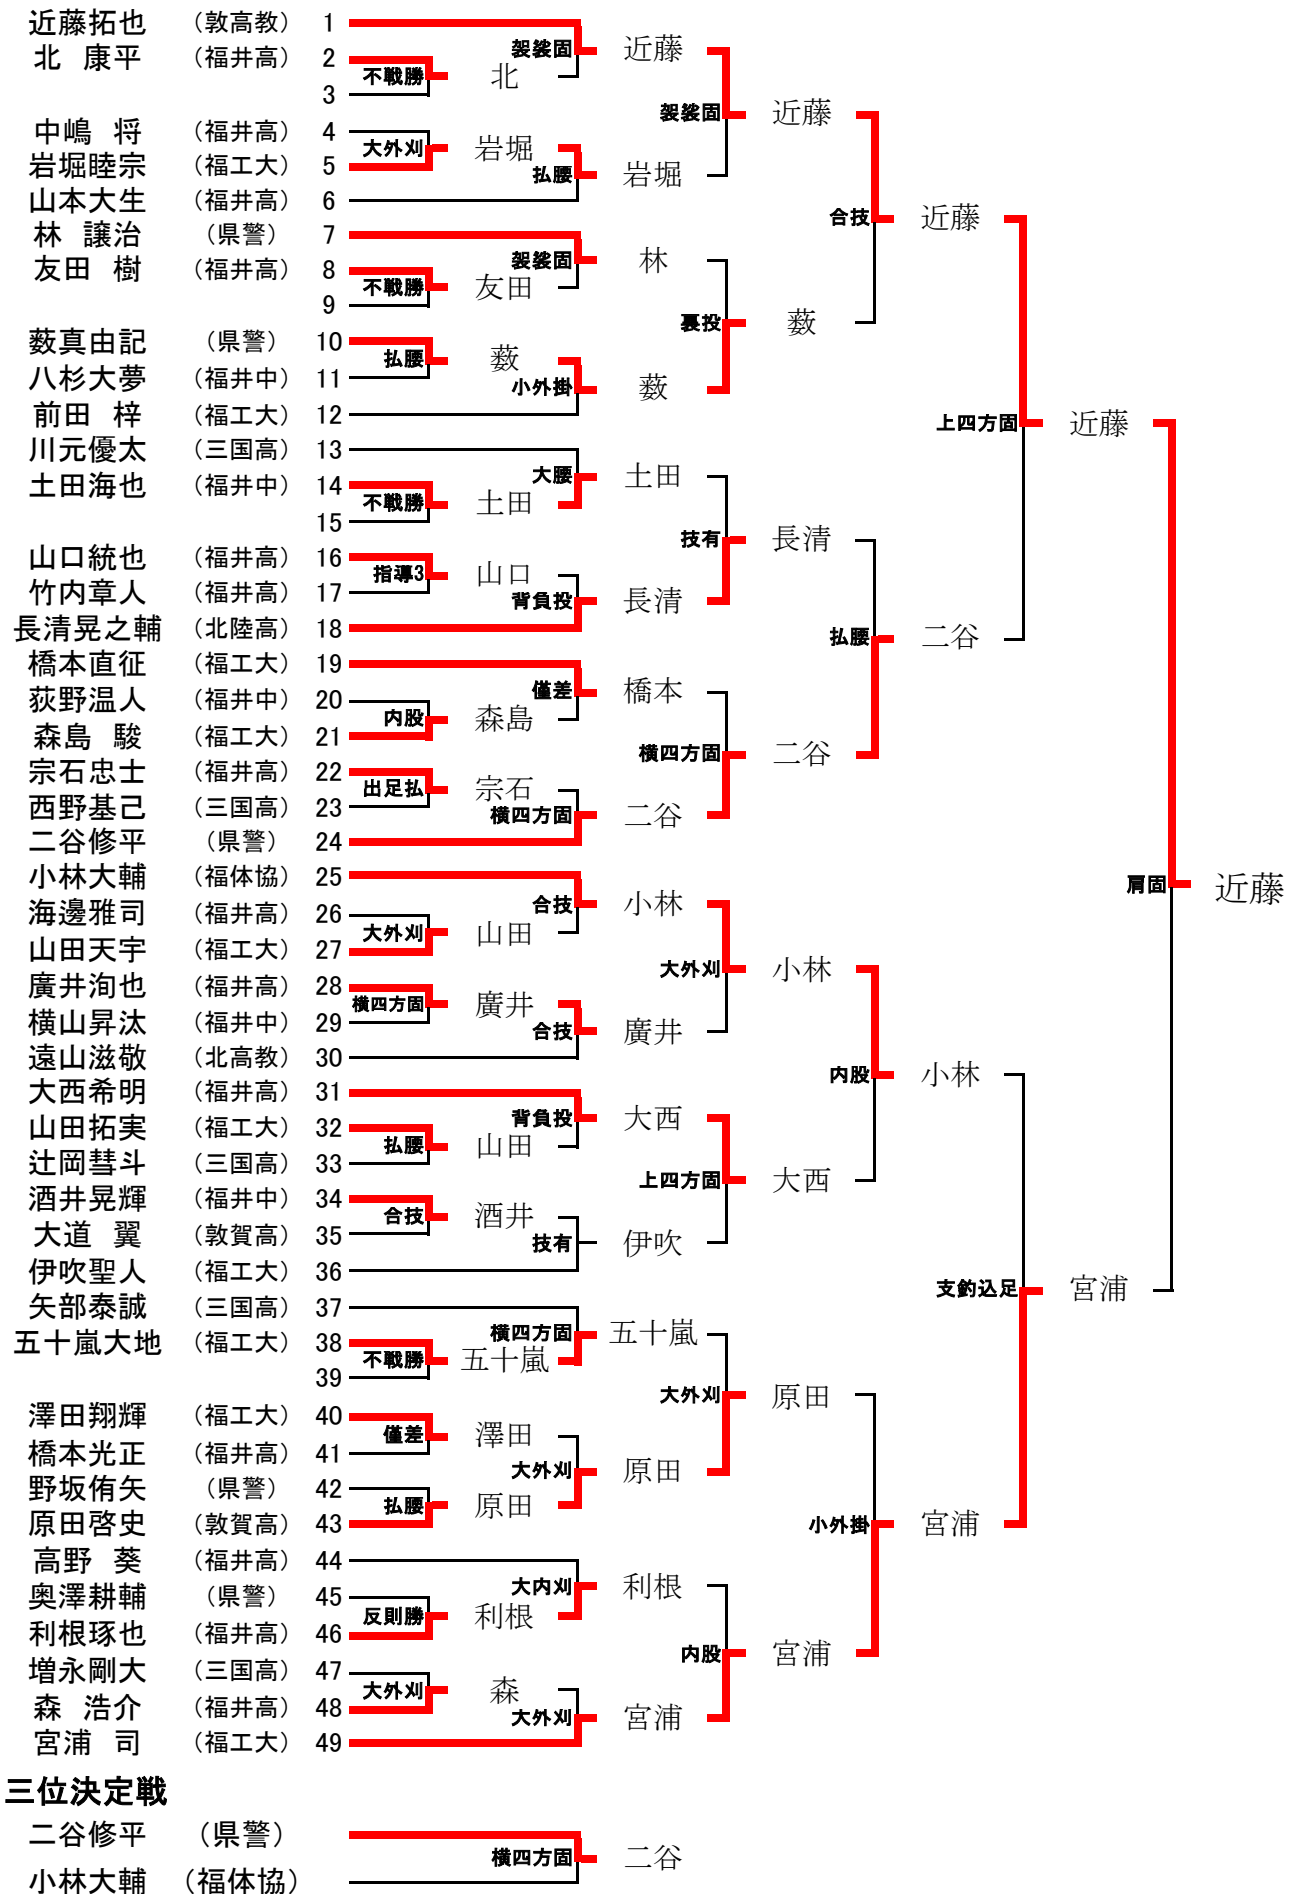 近藤拓也 （敦高教） 1
袈裟固 近藤
北 康平 （福井高） 2
不戦勝 北
3
袈裟固 近藤
中嶋 将 （福井高） 4
大外刈 岩堀
岩堀睦宗 （福工大） 5
払腰 岩堀
山本大生 （福井高） 6
合技 近藤
林 譲治 （県警） 7
袈裟固 林
友田 樹 （福井高） 8
不戦勝 友田
9
裏投 薮
薮真由記 （県警） 10
払腰 薮
八杉大夢 （福井中） 11
小外掛 薮
前田 梓 （福工大） 12
上四方固 近藤
川元優太 （三国高） 13
大腰 土田
土田海也 （福井中） 14
不戦勝 土田
15
技有 長清
山口統也 （福井高） 16
指導3 山口
竹内章人 （福井高） 17
背負投 長清
長清晃之輔 （北陸高） 18
払腰 二谷
橋本直征 （福工大） 19
僅差 橋本
荻野温人 （福井中） 20
内股 森島
森島 駿 （福工大） 21
横四方固 二谷
宗石忠士 （福井高） 22
出足払 宗石
西野基己 （三国高） 23
横四方固 二谷
二谷修平 （県警） 24
肩固 近藤
小林大輔 （福体協） 25
合技 小林
海邊雅司 （福井高） 26
大外刈 山田
山田天宇 （福工大） 27
大外刈 小林
廣井洵也 （福井高） 28
横四方固 廣井
横山昇汰 （福井中） 29
合技 廣井
遠山滋敬 （北高教） 30
内股 小林
大西希明 （福井高） 31
背負投 大西
山田拓実 （福工大） 32
払腰 山田
辻岡彗斗 （三国高） 33
上四方固 大西
酒井晃輝 （福井中） 34
合技 酒井
大道 翼 （敦賀高） 35
技有 伊吹
伊吹聖人 （福工大） 36
支釣込足 宮浦
矢部泰誠 （三国高） 37
横四方固 五十嵐
五十嵐大地 （福工大） 38
不戦勝 五十嵐
39
大外刈 原田
澤田翔輝 （福工大） 40
僅差 澤田
橋本光正 （福井高） 41
大外刈 原田
野坂侑矢 （県警） 42
払腰 原田
原田啓史 （敦賀高） 43
小外掛 宮浦
高野 葵 （福井高） 44
大内刈 利根
奥澤耕輔 （県警） 45
反則勝 利根
利根琢也 （福井高） 46
内股 宮浦
増永剛大 （三国高） 47
大外刈 森
森 浩介 （福井高） 48
大外刈 宮浦
宮浦 司 （福工大） 49
三位決定戦
二谷修平 （県警）
横四方固 二谷
小林大輔 （福体協）